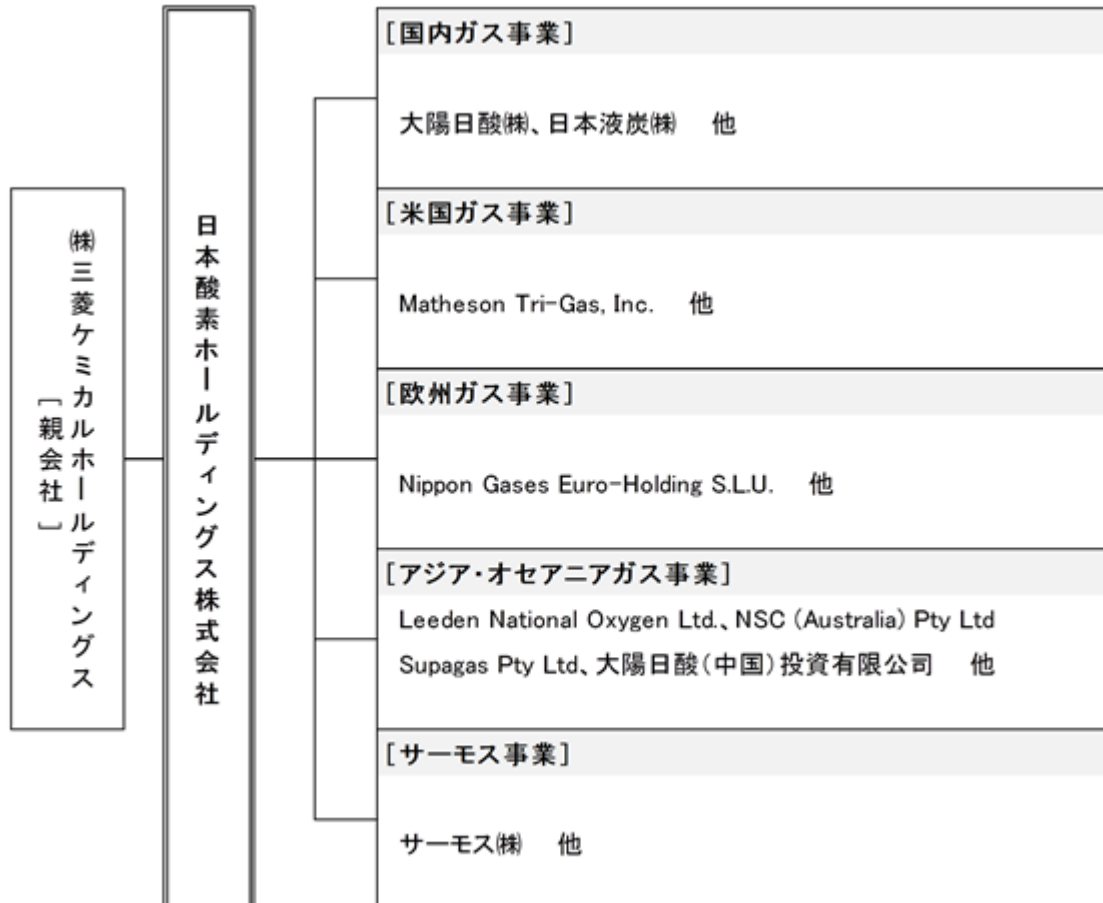 ㈱三菱ケミカルホールディングス
［親会社］
日本酸素ホールディングス株式会社
［国内ガス事業］
大陽日酸㈱、日本液炭㈱　他
［米国ガス事業］
Matheson Tri-Gas, Inc.　他
［欧州ガス事業］
Nippon Gases Euro-Holding S.L.U.　他
［アジア・オセアニアガス事業］
Leeden National Oxygen Ltd.、NSC (Australia) Pty Ltd
Supagas Pty Ltd、大陽日酸（中国）投資有限公司　他
［サーモス事業］
サーモス㈱　他